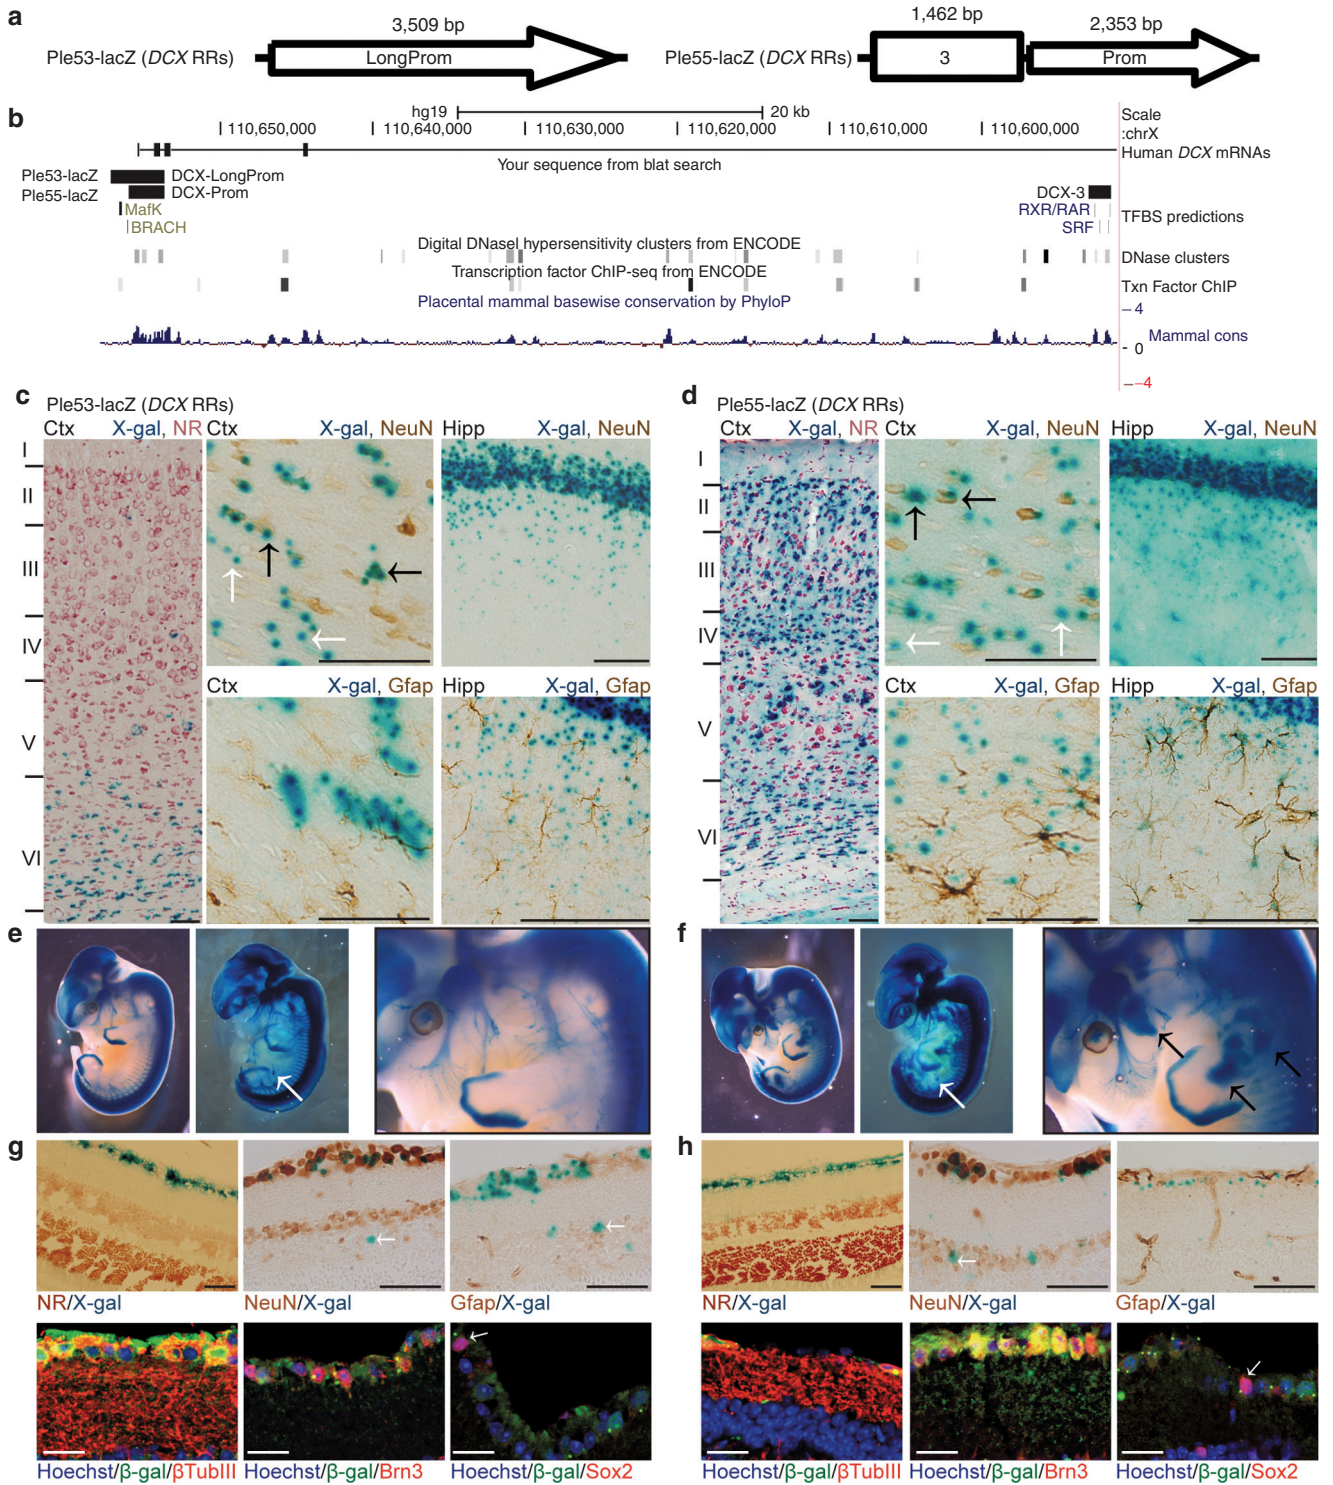 a
3,509 bp
Ple53-lacZ (DCX RRs)
LongProm
1,462 bp
2,353 bp
Ple55-lacZ (DCX RRs)
3
Prom
b
hg19
20 kb
Scale
110,650,000
110,640,000
110,630,000
110,620,000
110,610,000
110,600,000
:chrX
Your sequence from blat search
Human DCX mRNAs
Ple53-lacZ
DCX-LongProm
Ple55-lacZ
DCX-Prom
DCX-3
MafK
RXR/RAR
TFBS predictions
BRACH
SRF
Digital DNaseI hypersensitivity clusters from ENCODE
DNase clusters
Transcription factor ChIP-seq from ENCODE
Txn Factor ChIP
Placental mammal basewise conservation by PhyloP
– 4
Mammal cons
- 0
– –4
c
Ple53-lacZ (DCX RRs)
Ctx X-gal, NR
Ctx X-gal, NeuN
Hipp X-gal, NeuN
I
II
III
IV
V
VI
Ctx X-gal, Gfap
Hipp X-gal, Gfap
d
Ple55-lacZ (DCX RRs)
Ctx X-gal, NR
Ctx X-gal, NeuN
Hipp X-gal, NeuN
I
II
III
IV
V
VI
Ctx X-gal, Gfap
Hipp X-gal, Gfap
e
f
g
NR/X-gal
NeuN/X-gal
Gfap/X-gal
Hoechst/β-gal/βTubIII
Hoechst/β-gal/Brn3
Hoechst/β-gal/Sox2
h
NR/X-gal
NeuN/X-gal
Gfap/X-gal
Hoechst/β-gal/βTubIII
Hoechst/β-gal/Brn3
Hoechst/β-gal/Sox2